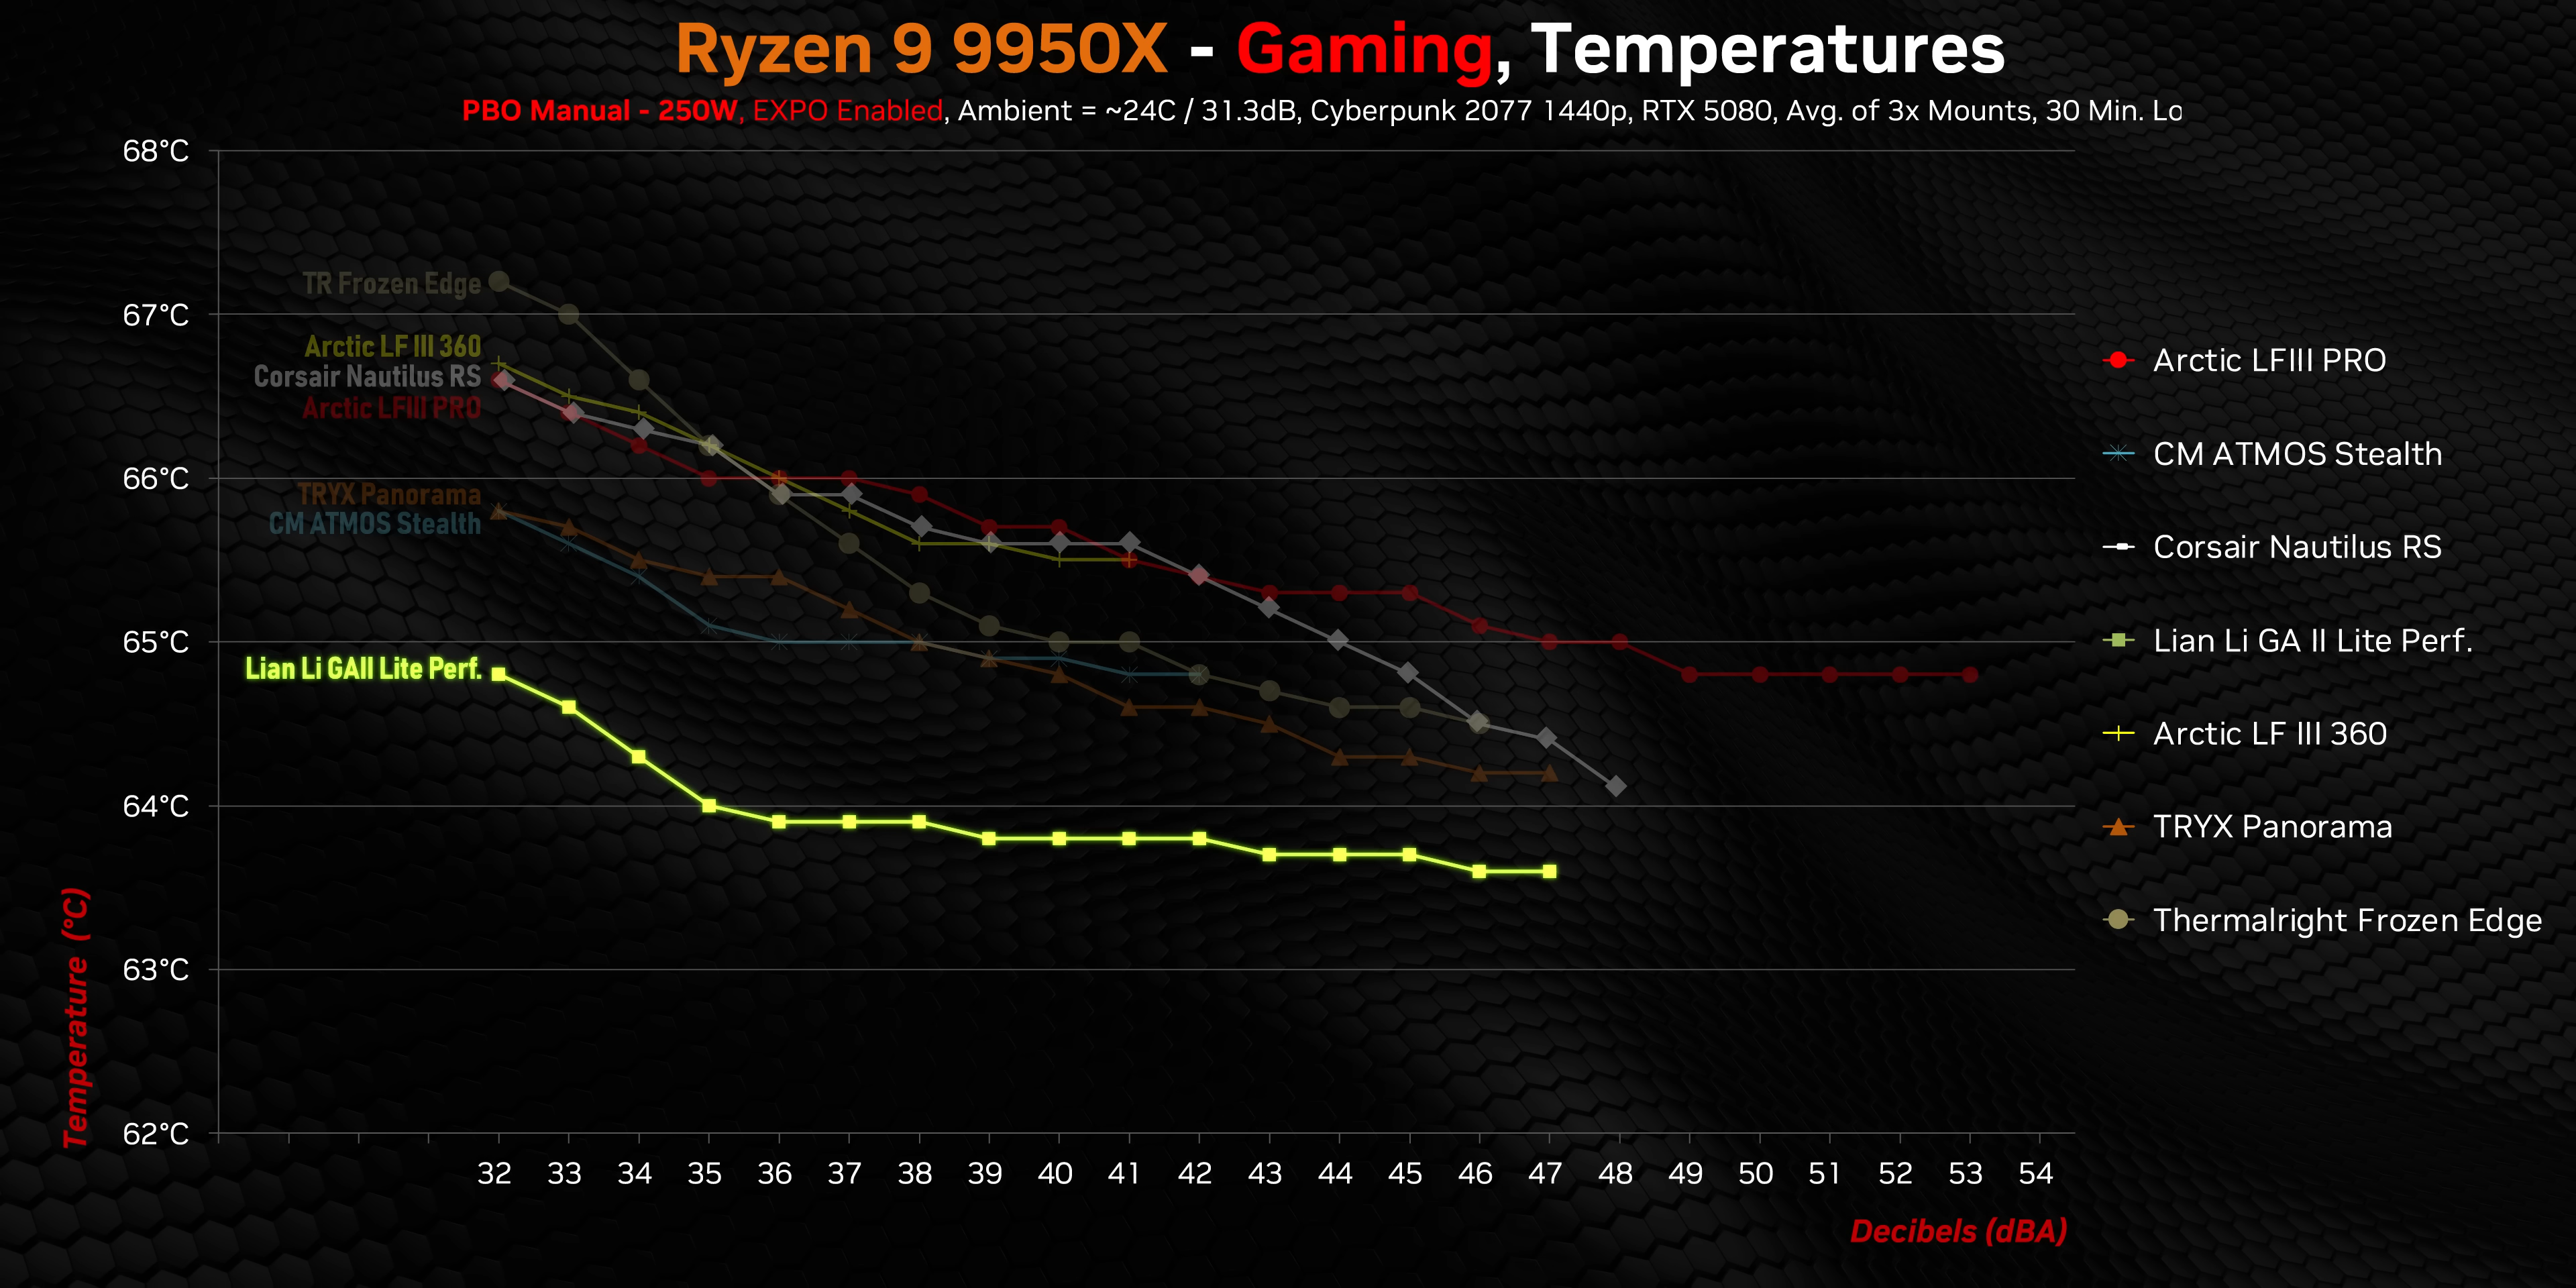 Ryzen 9 9950X - Gaming, Temperatures
PBO Manual - 250W, EXPO Enabled, Ambient = ~24C / 31.3dB, Cyberpunk 2077 1440p, RTX 5080, Avg. of 3x Mounts, 30 Min. Lo
68°C
67°C
66°C
65°C
64°C
63°C
62°C
Temperature (°C)
TR Frozen Edge
Arctic LF III 360
Corsair Nautilus RS
Arctic LFIII PRO
TRYX Panorama
CM ATMOS Stealth
Lian Li GAII Lite Perf.
32 33 34 35 36 37 38 39 40 41 42 43 44 45 46 47 48 49 50 51 52 53 54
Decibels (dBA)
Arctic LFIII PRO
CM ATMOS Stealth
Corsair Nautilus RS
Lian Li GA II Lite Perf.
Arctic LF III 360
TRYX Panorama
Thermalright Frozen Edge